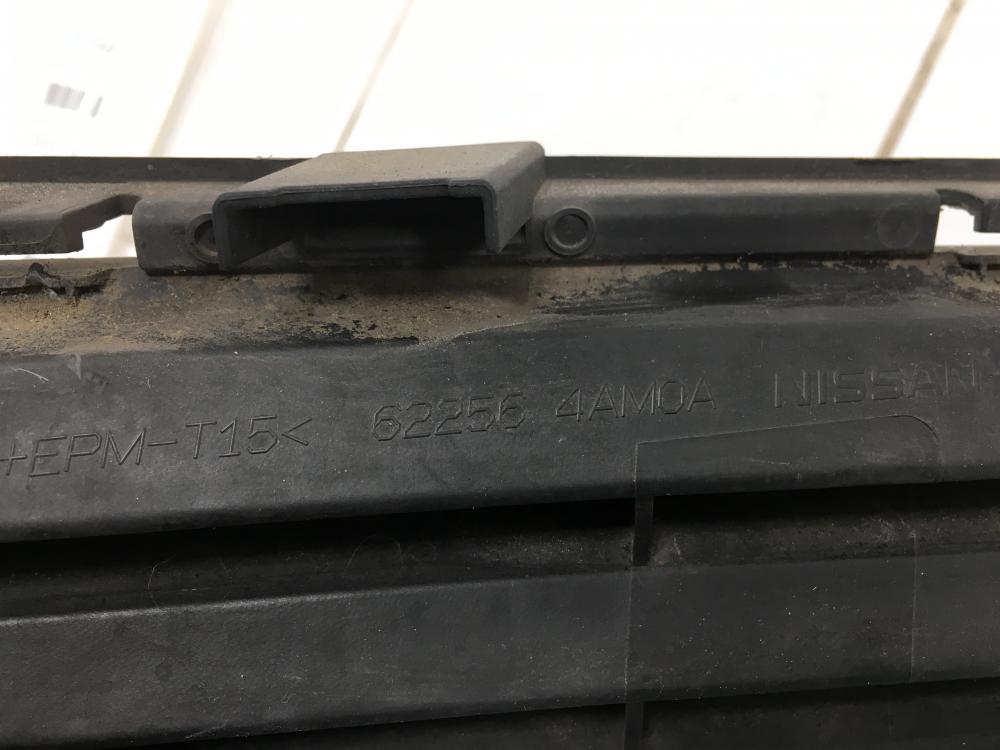 +EPM-T15< 62256 4AM0A NISSAN